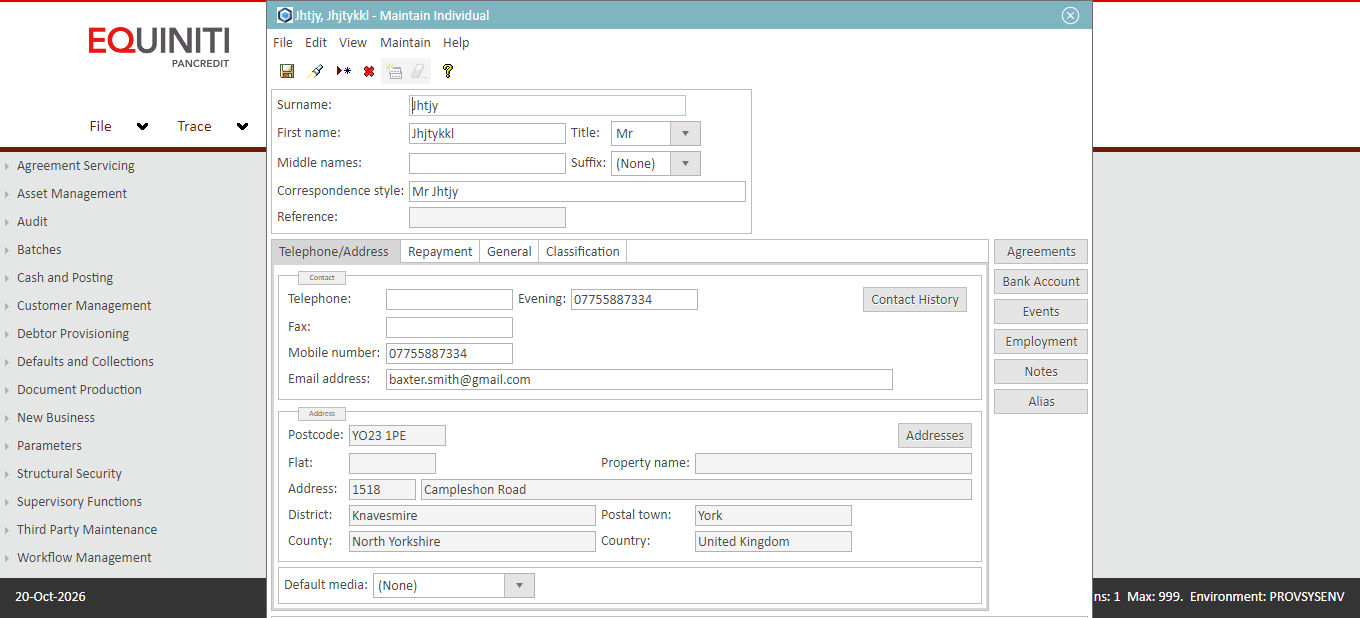 Jhtjy, Jhjtykkl - Maintain Individual
EQUINITI
PANCREDIT
File Trace
File Edit View Maintain Help
Surname: Jhtjy
First name: Jhjtykkl Title: Mr
Middle names: Suffix: (None)
Correspondence style: Mr Jhtjy
Reference:
Agreement Servicing
Asset Management
Audit
Batches
Cash and Posting
Customer Management
Debtor Provisioning
Defaults and Collections
Document Production
New Business
Parameters
Structural Security
Supervisory Functions
Third Party Maintenance
Workflow Management
Telephone/Address Repayment General Classification
Contact
Telephone: Evening: 07755887334 Contact History
Fax:
Mobile number: 07755887334
Email address: baxter.smith@gmail.com
Address
Postcode: YO23 1PE Addresses
Flat: Property name:
Address: 1518 Campleshon Road
District: Knavesmire Postal town: York
County: North Yorkshire Country: United Kingdom
Default media: (None)
Agreements
Bank Account
Events
Employment
Notes
Alias
20-Oct-2026
ns: 1 Max: 999. Environment: PROVSYSENV